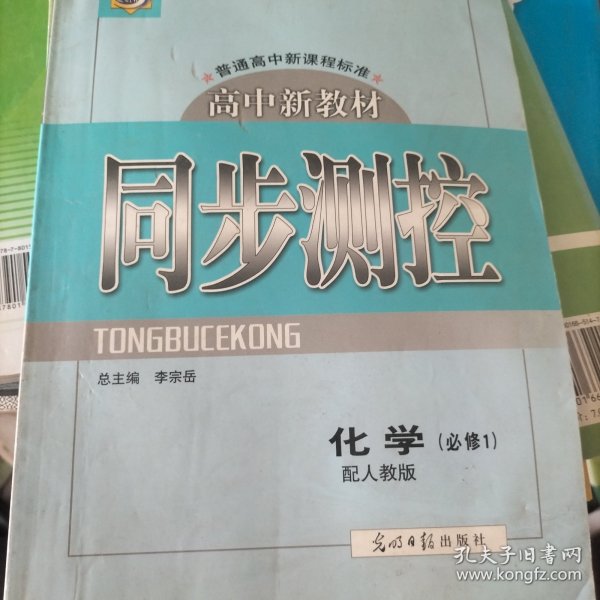 普通高中新课程标准
高中新教材
同步测控
TONGBUCEKONG
总主编 李宗岳
化学(必修1)
配人教版
光明日报出版社
孔夫子旧书网
www.kongfz.com